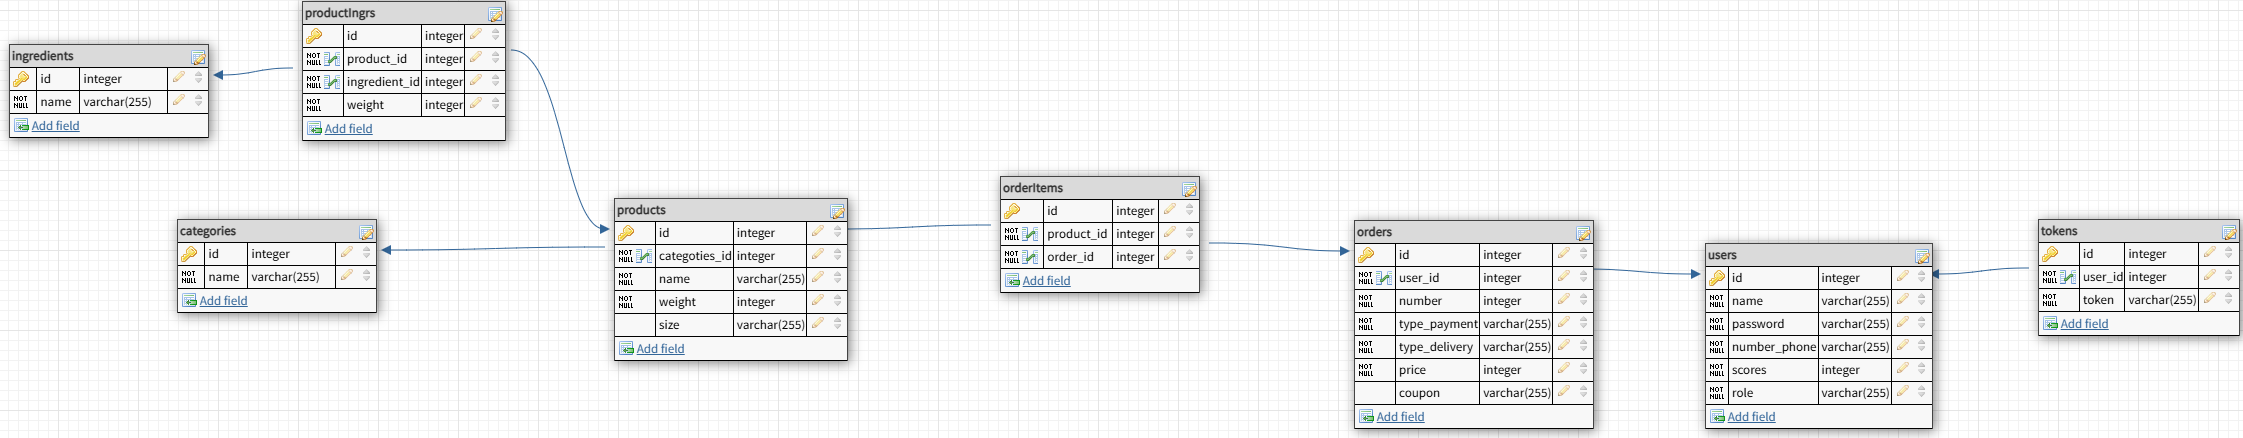 ingredients
id integer
NOT NULL name varchar(255)
Add field
productIngrs
id integer
NOT NULL product_id integer
NOT NULL ingredient_id integer
NOT NULL weight integer
Add field
categories
id integer
NOT NULL name varchar(255)
Add field
products
id integer
NOT NULL categoties_id integer
NOT NULL name varchar(255)
NOT NULL weight integer
size varchar(255)
Add field
orderItems
id integer
NOT NULL product_id integer
NOT NULL order_id integer
Add field
orders
id integer
NOT NULL user_id integer
NOT NULL number integer
NOT NULL type_payment varchar(255)
NOT NULL type_delivery varchar(255)
NOT NULL price integer
coupon varchar(255)
Add field
users
id integer
NOT NULL name varchar(255)
NOT NULL password varchar(255)
NOT NULL number_phone varchar(255)
NOT NULL scores integer
NOT NULL role varchar(255)
Add field
tokens
id integer
NOT NULL user_id integer
NOT NULL token varchar(255)
Add field